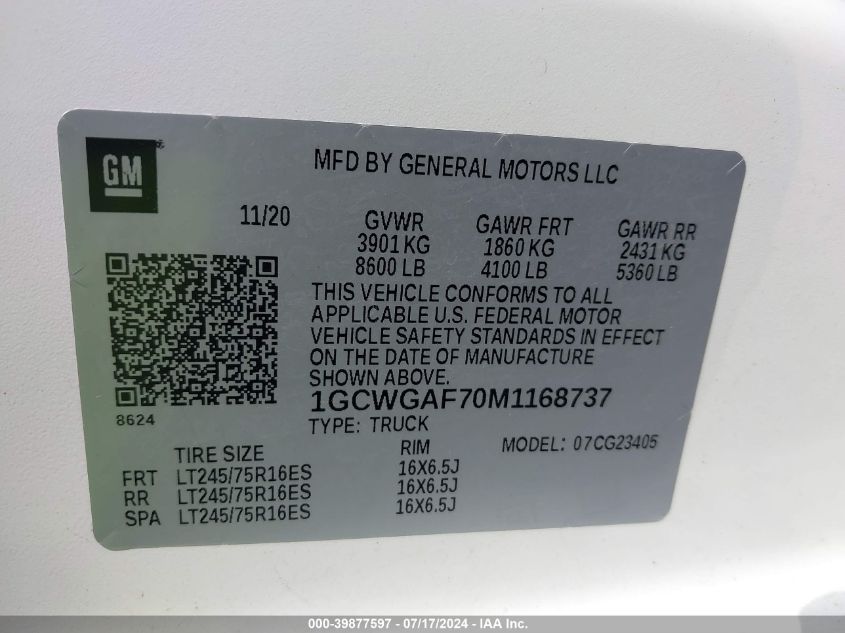 GM
MFD BY GENERAL MOTORS LLC
11/20
GVWR GAWR FRT GAWR RR
3901 KG 1860 KG 2431 KG
8600 LB 4100 LB 5360 LB
THIS VEHICLE CONFORMS TO ALL
APPLICABLE U.S. FEDERAL MOTOR
VEHICLE SAFETY STANDARDS IN EFFECT
ON THE DATE OF MANUFACTURE
SHOWN ABOVE.
8624
1GCWGAF70M1168737
TYPE: TRUCK
MODEL: 07CG23405
TIRE SIZE RIM
FRT LT245/75R16ES 16X6.5J
RR LT245/75R16ES 16X6.5J
SPA LT245/75R16ES 16X6.5J
000-39877597 - 07/17/2024 - IAA Inc.